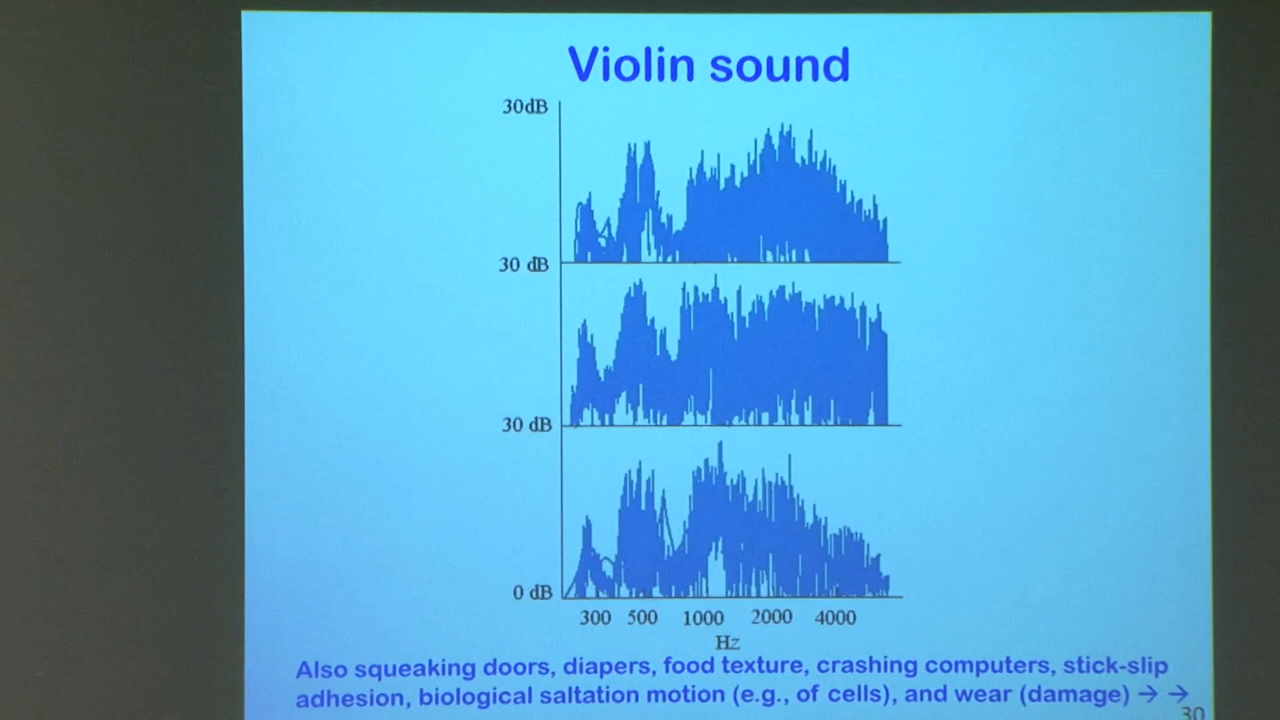 Violin sound
30dB
30 dB
30 dB
0 dB
300 500 1000 2000 4000
Hz
Also squeaking doors, diapers, food texture, crashing computers, stick-slip
adhesion, biological saltation motion (e.g., of cells), and wear (damage) → →
30